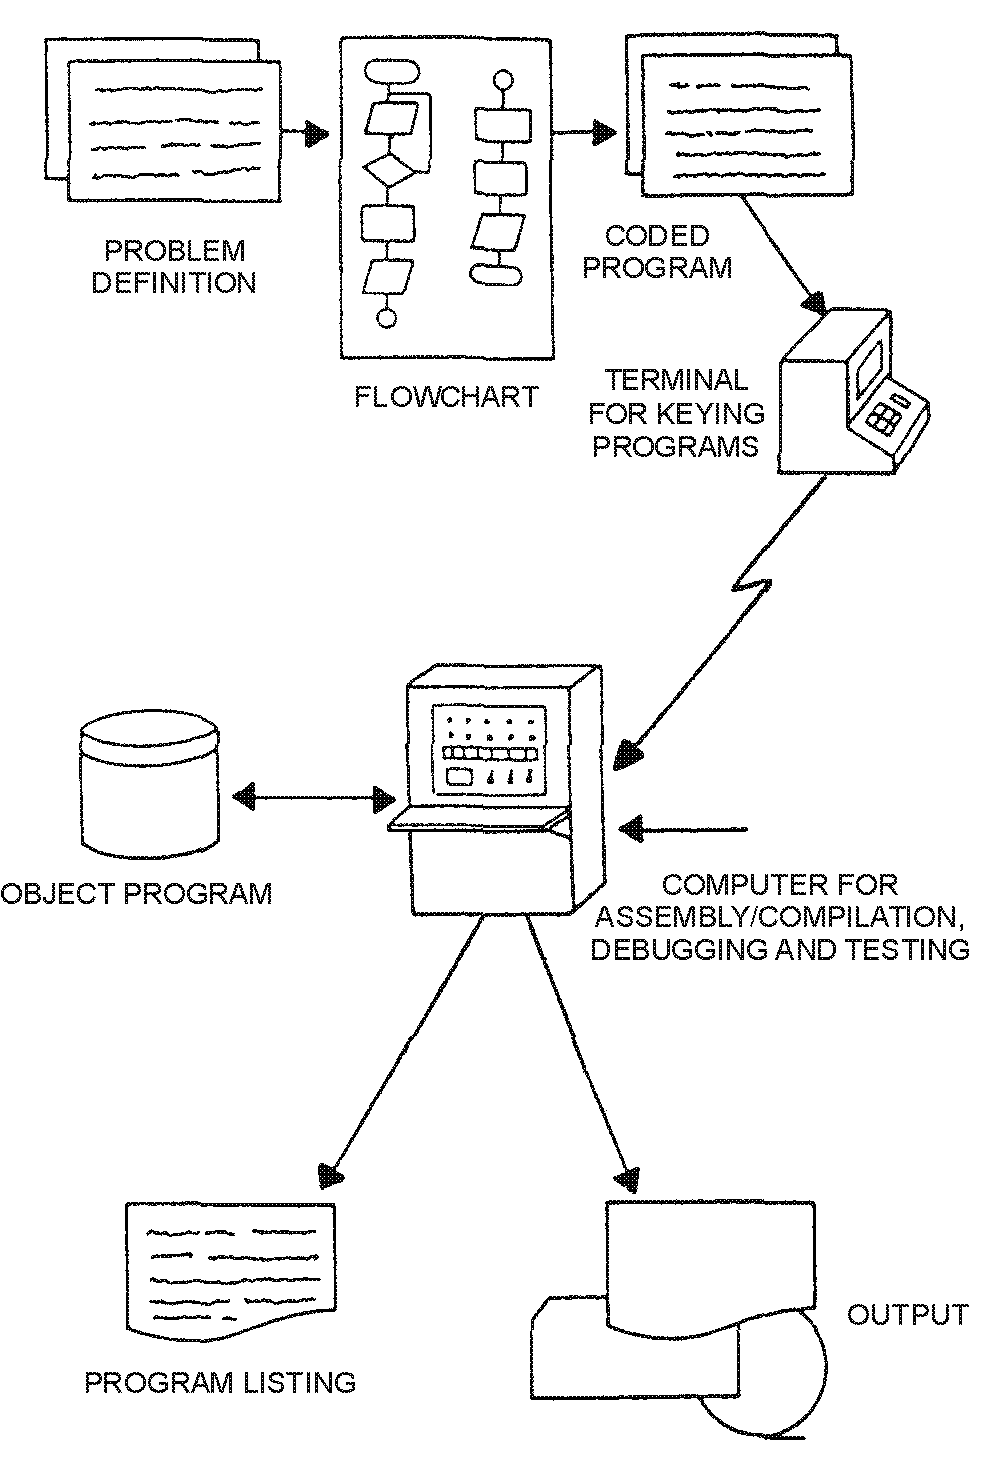 PROBLEM
DEFINITION
FLOWCHART
CODED
PROGRAM
TERMINAL
FOR KEYING
PROGRAMS
OBJECT PROGRAM
COMPUTER FOR
ASSEMBLY/COMPILATION,
DEBUGGING AND TESTING
PROGRAM LISTING
OUTPUT